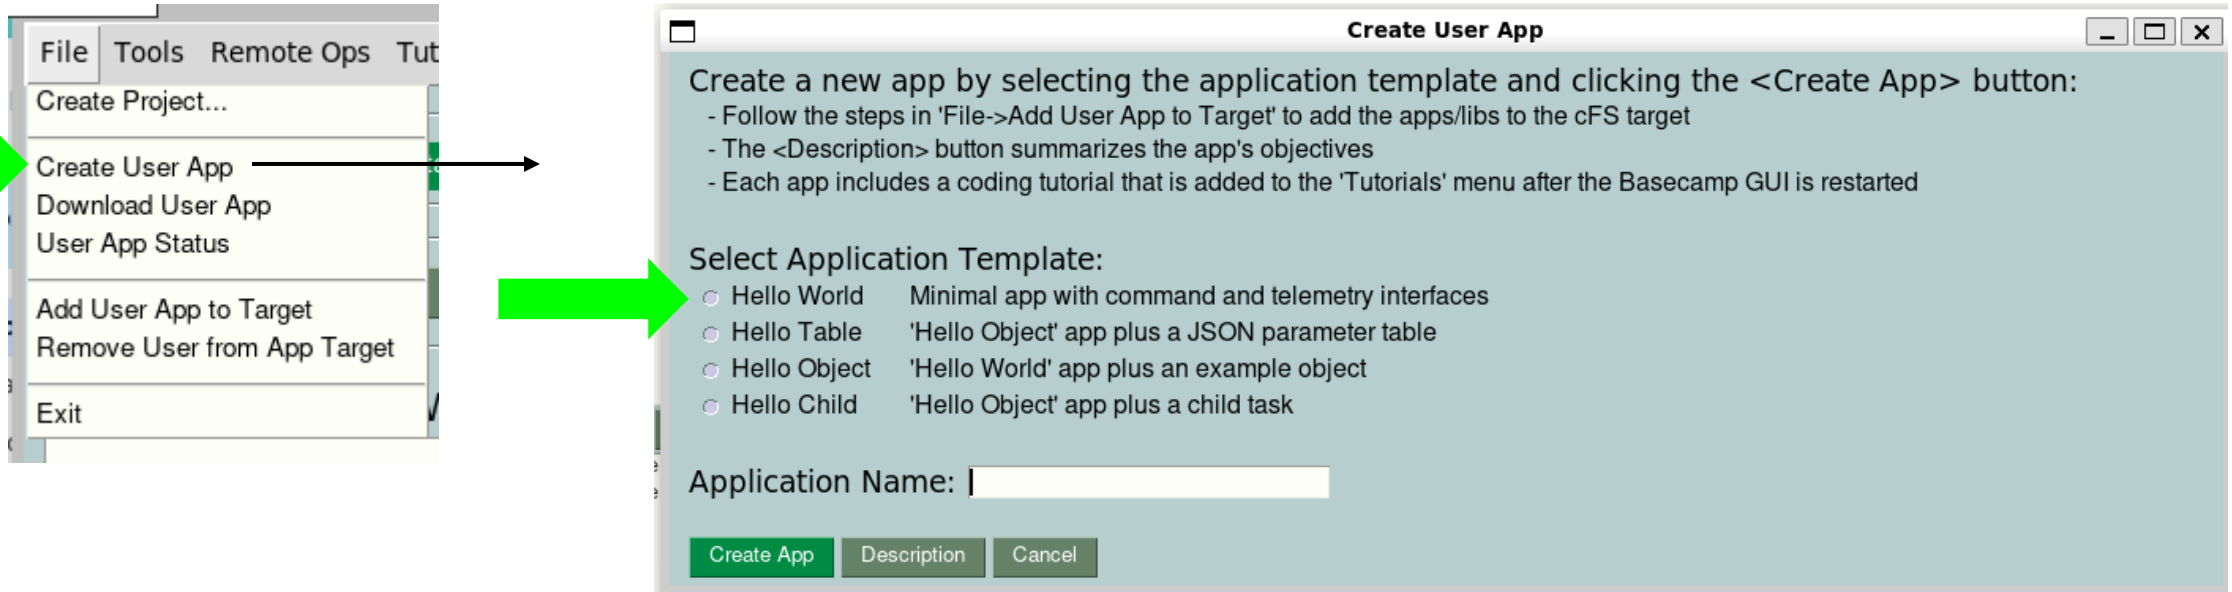 File Tools Remote Ops Tut
Create Project...
Create User App
Download User App
User App Status
Add User App to Target
Remove User from App Target
Exit
Create User App
Create a new app by selecting the application template and clicking the <Create App> button:
- Follow the steps in 'File->Add User App to Target' to add the apps/libs to the cFS target
- The <Description> button summarizes the app's objectives
- Each app includes a coding tutorial that is added to the 'Tutorials' menu after the Basecamp GUI is restarted
Select Application Template:
Hello World Minimal app with command and telemetry interfaces
Hello Table 'Hello Object' app plus a JSON parameter table
Hello Object 'Hello World' app plus an example object
Hello Child 'Hello Object' app plus a child task
Application Name:
Create App Description Cancel